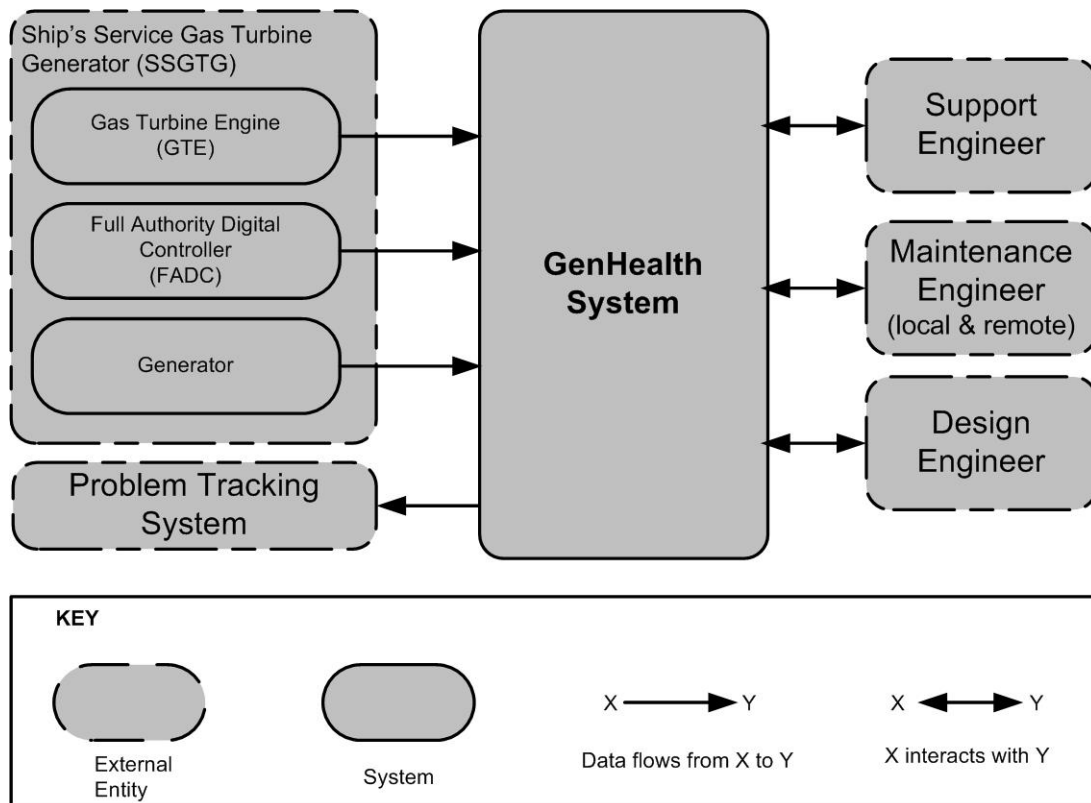 Ship's Service Gas Turbine
Generator (SSGTG)
Gas Turbine Engine
(GTE)
Full Authority Digital
Controller
(FADC)
Generator
Problem Tracking
System
GenHealth
System
Support
Engineer
Maintenance
Engineer
(local & remote)
Design
Engineer
KEY
External
Entity
System
X Y
Data flows from X to Y
X Y
X interacts with Y